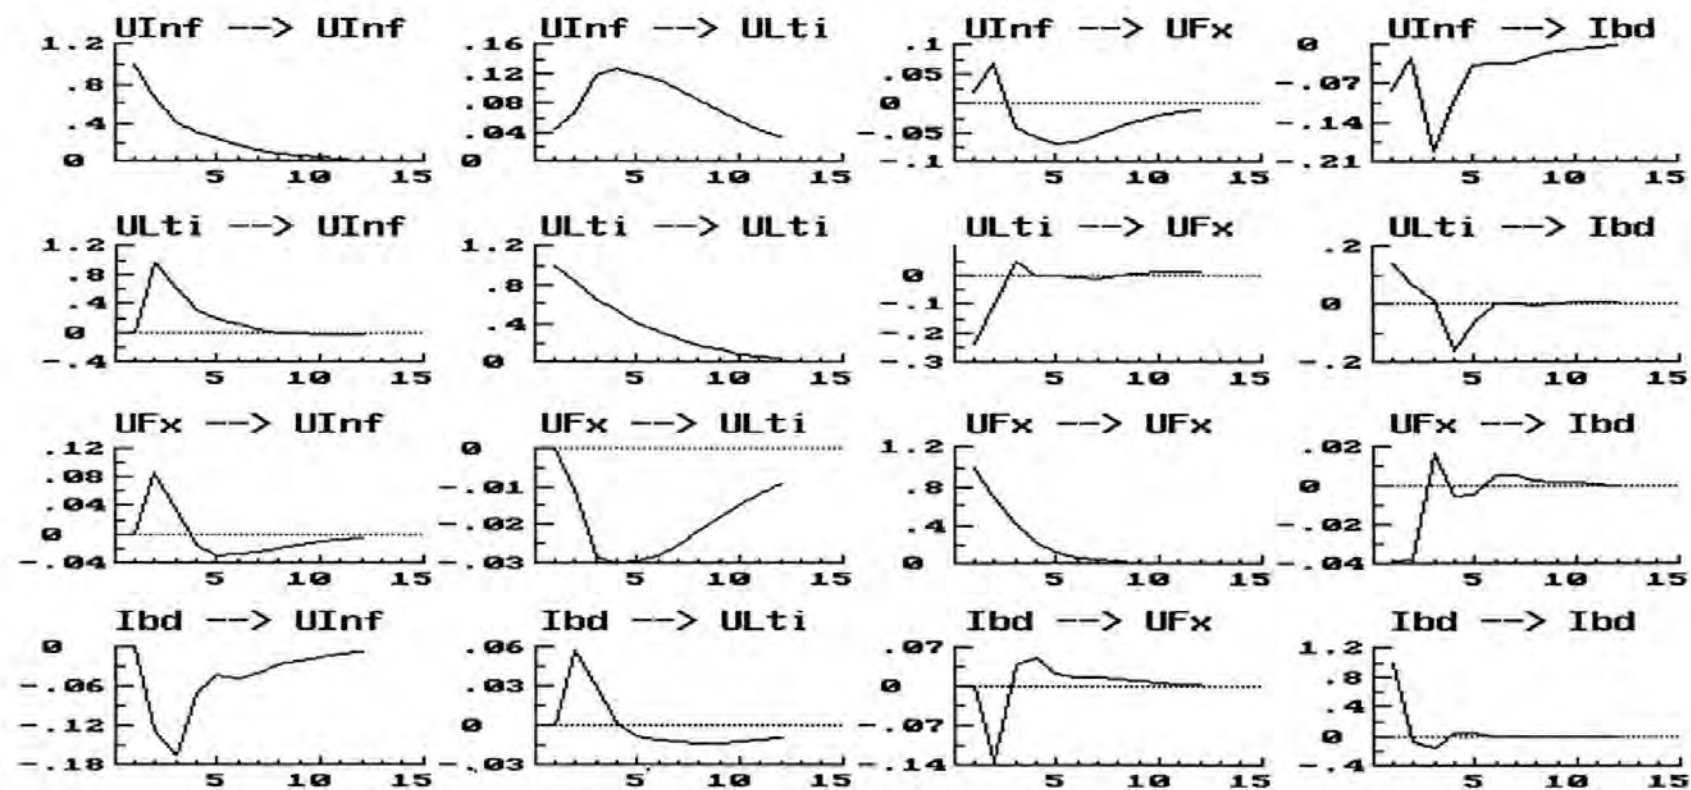 UInf --> UInf UInf --> ULti UInf --> UFx UInf --> Ibd
1.2 .16 .1 0
.8 .12 .05 -.07
.4 .08 0 -.14
0 .04 -.05 -.21
0 -.1
5 10 15 5 10 15 5 10 15 5 10 15
ULti --> UInf ULti --> ULti ULti --> UFx ULti --> Ibd
1.2 1.2 0 .2
.8 .8 -.1 0
.4 .4 -.2 -.2
0 0 -.3
-.4
5 10 15 5 10 15 5 10 15 5 10 15
UFx --> UInf UFx --> ULti UFx --> UFx UFx --> Ibd
.12 0 1.2 .02
.08 -.01 .8 0
.04 -.02 .4 -.02
0 -.03 0 -.04
-.04
5 10 15 5 10 15 5 10 15 5 10 15
Ibd --> UInf Ibd --> ULti Ibd --> UFx Ibd --> Ibd
0 .06 .07 1.2
-.06 .03 0 .8
-.12 0 -.07 .4
-.18 -.03 -.14 0
-.4
5 10 15 5 10 15 5 10 15 5 10 15